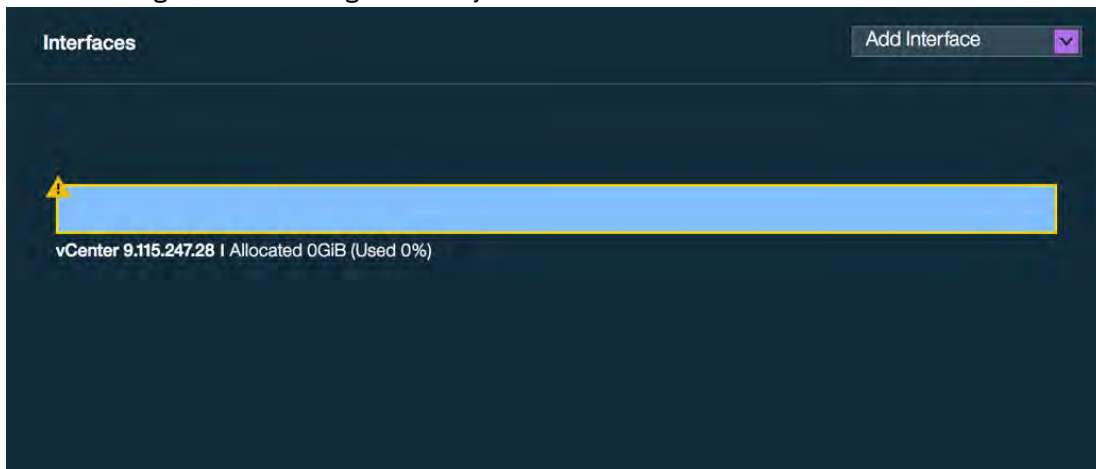 Interfaces
Add Interface
vCenter 9.115.247.28 | Allocated 0GiB (Used 0%)